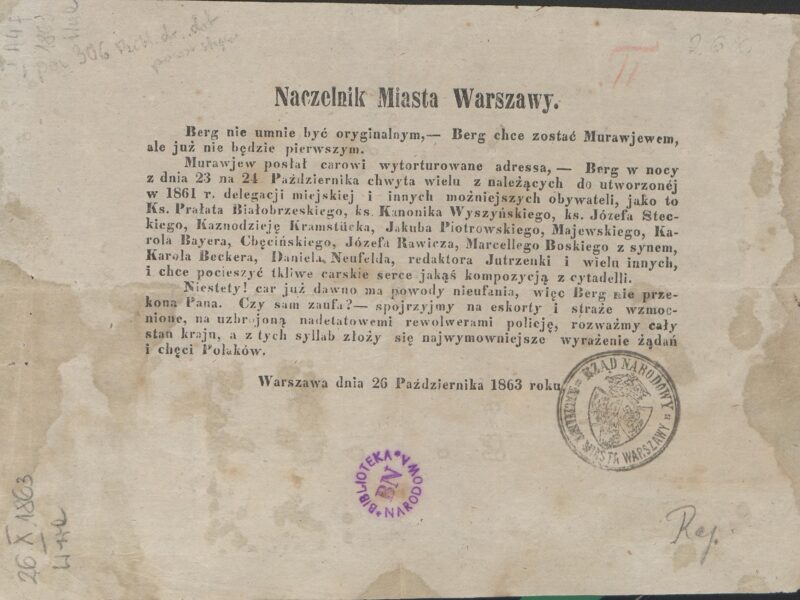 306
II
Naczelnik Miasta Warszawy.
Berg nie umnie być oryginalnym,— Berg chce zostać Murawjewem,
ale już nie będzie pierwszym.
Murawjew posłał carowi wytorturowane adressa, — Berg w nocy
z dnia 23 na 24 Października chwyta wielu z należących do utworzonéj
w 1861 r. delegacji miejskiej i innych możniejszych obywateli, jako to
Ks. Prałata Białobrzeskiego, ks. Kanonika Wyszyńskiego, ks. Józefa Stec-
kiego, Kaznodzieję Kramstücka, Jakuba Piotrowskiego, Majewskiego, Ka-
rola Bayera, Chęcińskiego, Józefa Rawicza, Marcellego Boskiego z synem,
Karola Beckera, Daniela Neufelda, redaktora Jutrzenki i wielu innych,
i chce pocieszyć tkliwe carskie serce jakąś kompozycją z cytadelli.
Niestety! car już dawno ma powody nieufania, więc Berg nie prze-
kona Pana. Czy sam zaufa?— spojrzyjmy na eskorty i straże wzmoc-
nione, na uzbrojoną nadetatowemi rewolwerami policję, rozważmy cały
stan kraju, a z tych syllab złoży się najwymowniejsze wyrażenie żądań
i chęci Polaków.
Warszawa dnia 26 Października 1863 roku
RZĄD NARODOWY
NACZELNIK MIASTA WARSZAWY
BIBLIOTEKA NARODOWA
BN
26 X 1863
Rep.